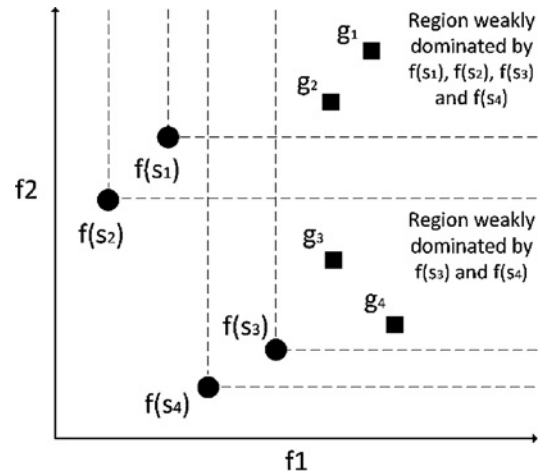 Region weakly
dominated by
f(s₁), f(s₂), f(s₃)
and f(s₄)
g₁
g₂
f(s₁)
f2
f(s₂)
Region weakly
dominated by
f(s₃) and f(s₄)
g₃
g₄
f(s₃)
f(s₄)
f1